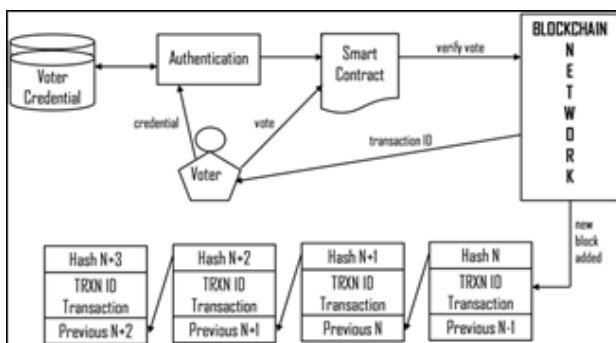 Voter
Credential
Authentication
Smart
Contract
verify vote
BLOCKCHAIN
N
E
T
W
O
R
K
credential
vote
Voter
transaction ID
new
block
added
Hash N+3
TRXN ID
Transaction
Previous N+2
Hash N+2
TRXN ID
Transaction
Previous N+1
Hash N+1
TRXN ID
Transaction
Previous N
Hash N
TRXN ID
Transaction
Previous N-1